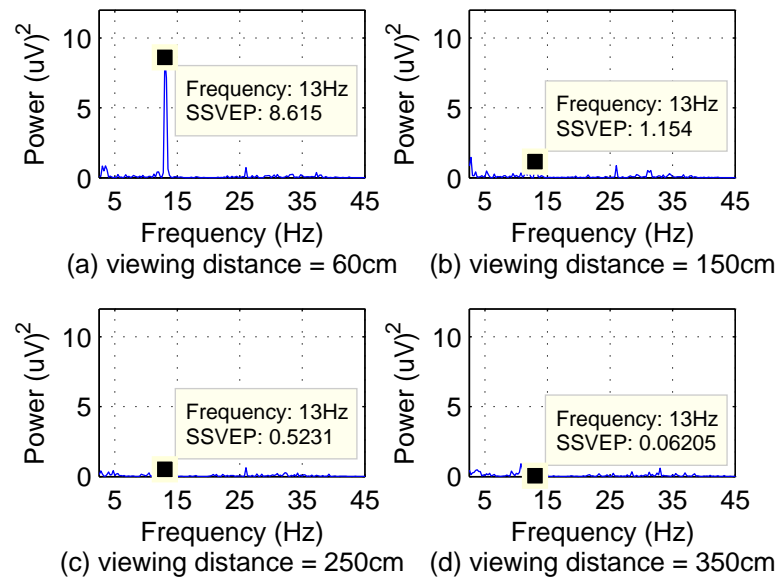 10
5
0
Power (uV)2
Frequency: 13Hz
SSVEP: 8.615
5 15 25 35 45
Frequency (Hz)
(a) viewing distance = 60cm
10
5
0
Power (uV)2
Frequency: 13Hz
SSVEP: 1.154
5 15 25 35 45
Frequency (Hz)
(b) viewing distance = 150cm
10
5
0
Power (uV)2
Frequency: 13Hz
SSVEP: 0.5231
5 15 25 35 45
Frequency (Hz)
(c) viewing distance = 250cm
10
5
0
Power (uV)2
Frequency: 13Hz
SSVEP: 0.06205
5 15 25 35 45
Frequency (Hz)
(d) viewing distance = 350cm